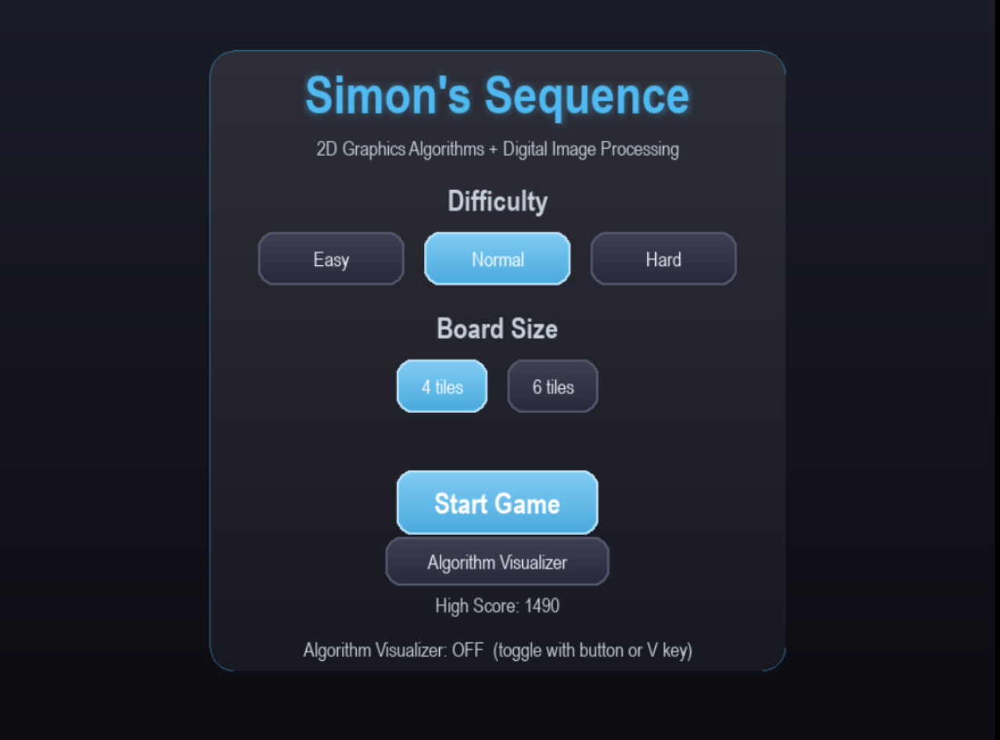 Simon's Sequence
2D Graphics Algorithms + Digital Image Processing
Difficulty
Easy Normal Hard
Board Size
4 tiles 6 tiles
Start Game
Algorithm Visualizer
High Score: 1490
Algorithm Visualizer: OFF (toggle with button or V key)